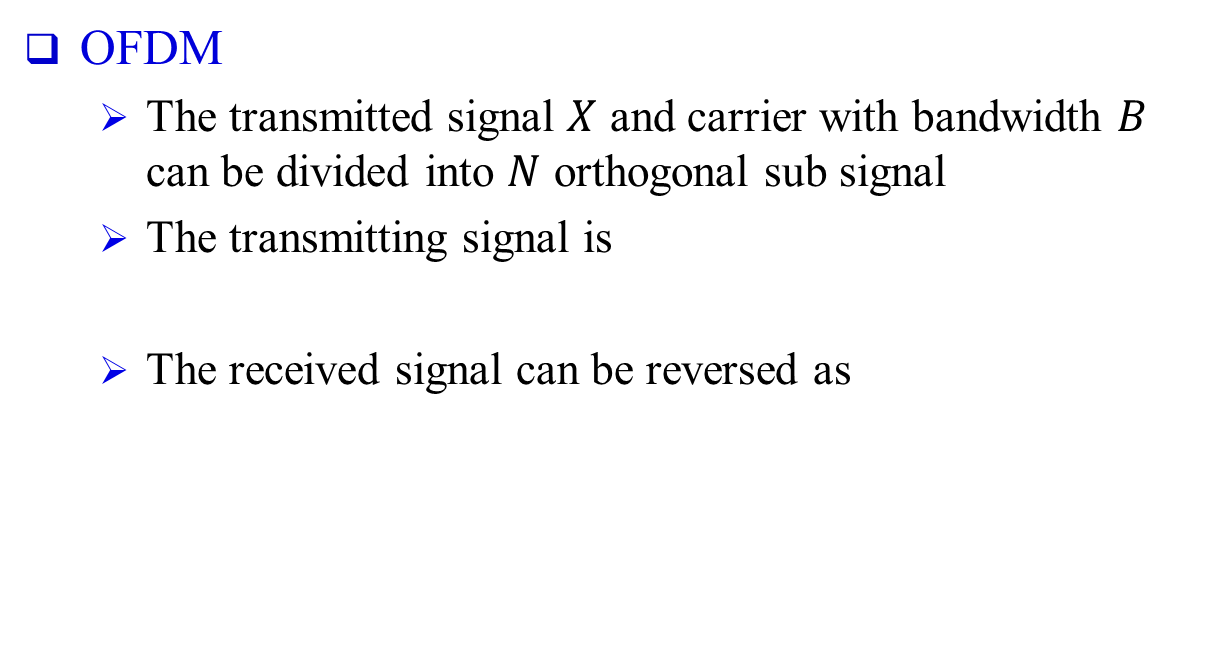 OFDM
The transmitted signal X and carrier with bandwidth B
can be divided into N orthogonal sub signal
The transmitting signal is
The received signal can be reversed as